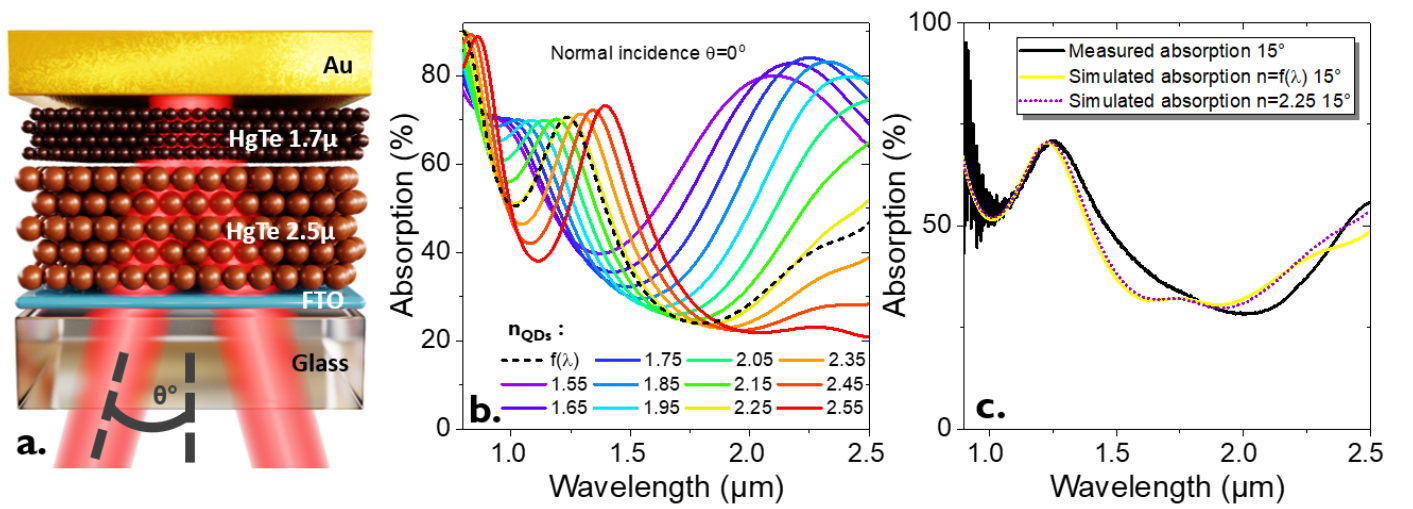 Au
HgTe 1.7μ
HgTe 2.5μ
FTO
Glass
θ°
a.
Absorption (%)
80
60
40
20
0
Normal incidence θ=0°
nQDs :
f(λ) 1.75 2.05 2.35
1.55 1.85 2.15 2.45
1.65 1.95 2.25 2.55
b.
1.0 1.5 2.0 2.5
Wavelength (μm)
Absorption (%)
100
50
0
Measured absorption 15°
Simulated absorption n=f(λ) 15°
Simulated absorption n=2.25 15°
c.
1.0 1.5 2.0 2.5
Wavelength (μm)